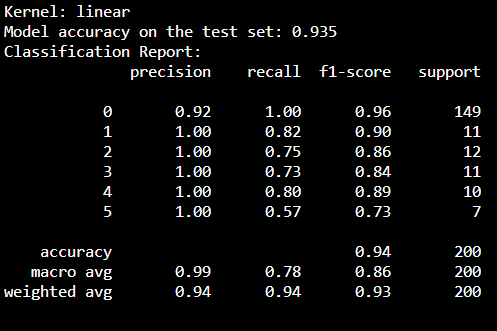 Kernel: linear
Model accuracy on the test set: 0.935
Classification Report:
              precision    recall  f1-score   support

           0       0.92      1.00      0.96       149
           1       1.00      0.82      0.90        11
           2       1.00      0.75      0.86        12
           3       1.00      0.73      0.84        11
           4       1.00      0.80      0.89        10
           5       1.00      0.57      0.73         7

    accuracy                           0.94       200
   macro avg       0.99      0.78      0.86       200
weighted avg       0.94      0.94      0.93       200